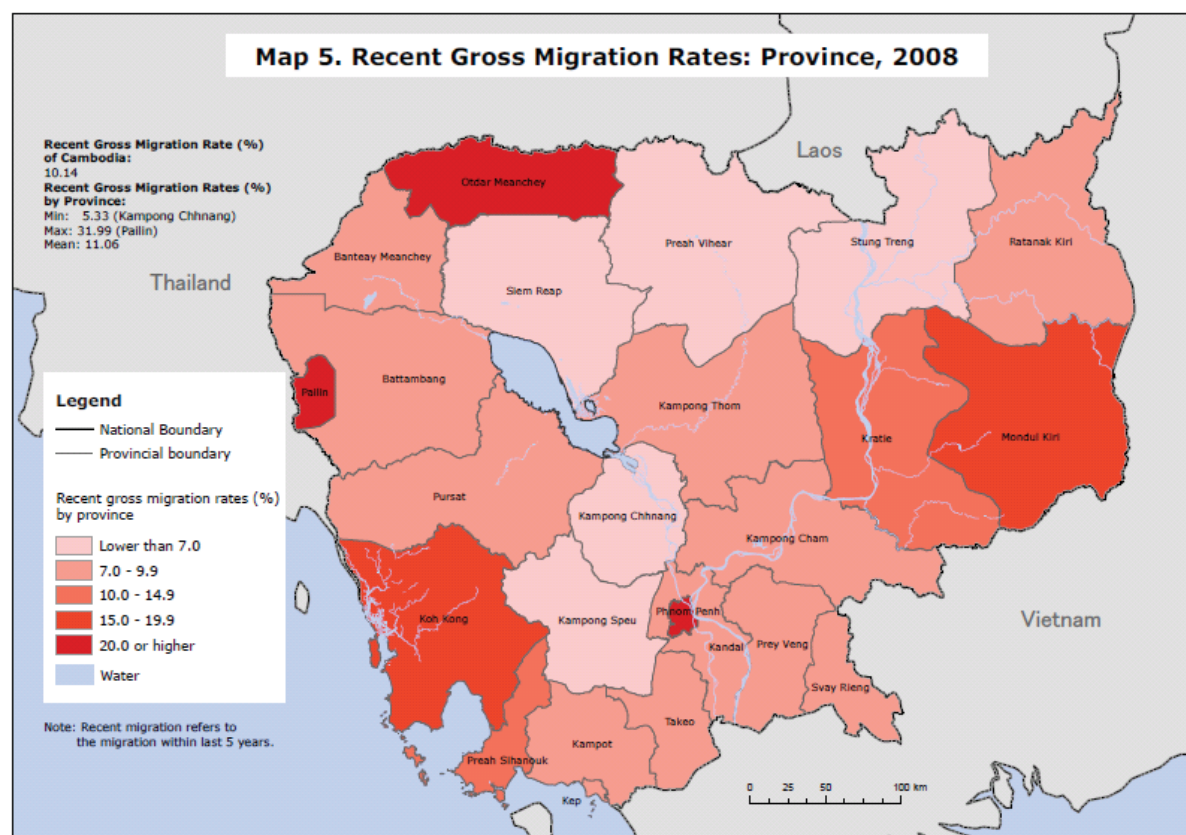 Map 5. Recent Gross Migration Rates: Province, 2008
Recent Gross Migration Rate (%)
of Cambodia:
10.14
Recent Gross Migration Rates (%)
by Province:
Min: 5.33 (Kampong Chhnang)
Max: 31.99 (Pailin)
Mean: 11.06
Laos
Thailand
Vietnam
Otdar Meanchey
Banteay Meanchey
Siem Reap
Preah Vihear
Stung Treng
Ratanak Kiri
Pailin
Battambang
Kampong Thom
Kratie
Mondul Kiri
Pursat
Kampong Chhnang
Kampong Cham
Koh Kong
Kampong Speu
Phnom Penh
Kandal
Prey Veng
Svay Rieng
Takeo
Kampot
Preah Sihanouk
Kep
Legend
National Boundary
Provincial boundary
Recent gross migration rates (%)
by province
Lower than 7.0
7.0 - 9.9
10.0 - 14.9
15.0 - 19.9
20.0 or higher
Water
Note: Recent migration refers to
the migration within last 5 years.
0 25 50 100 km